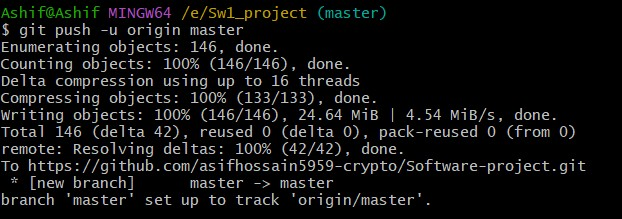 Ashif@Ashif MINGW64 /e/Sw1_project (master)
$ git push -u origin master
Enumerating objects: 146, done.
Counting objects: 100% (146/146), done.
Delta compression using up to 16 threads
Compressing objects: 100% (133/133), done.
Writing objects: 100% (146/146), 24.64 MiB | 4.54 MiB/s, done.
Total 146 (delta 42), reused 0 (delta 0), pack-reused 0 (from 0)
remote: Resolving deltas: 100% (42/42), done.
To https://github.com/asifhossain5959-crypto/Software-project.git
 * [new branch]      master -> master
branch 'master' set up to track 'origin/master'.